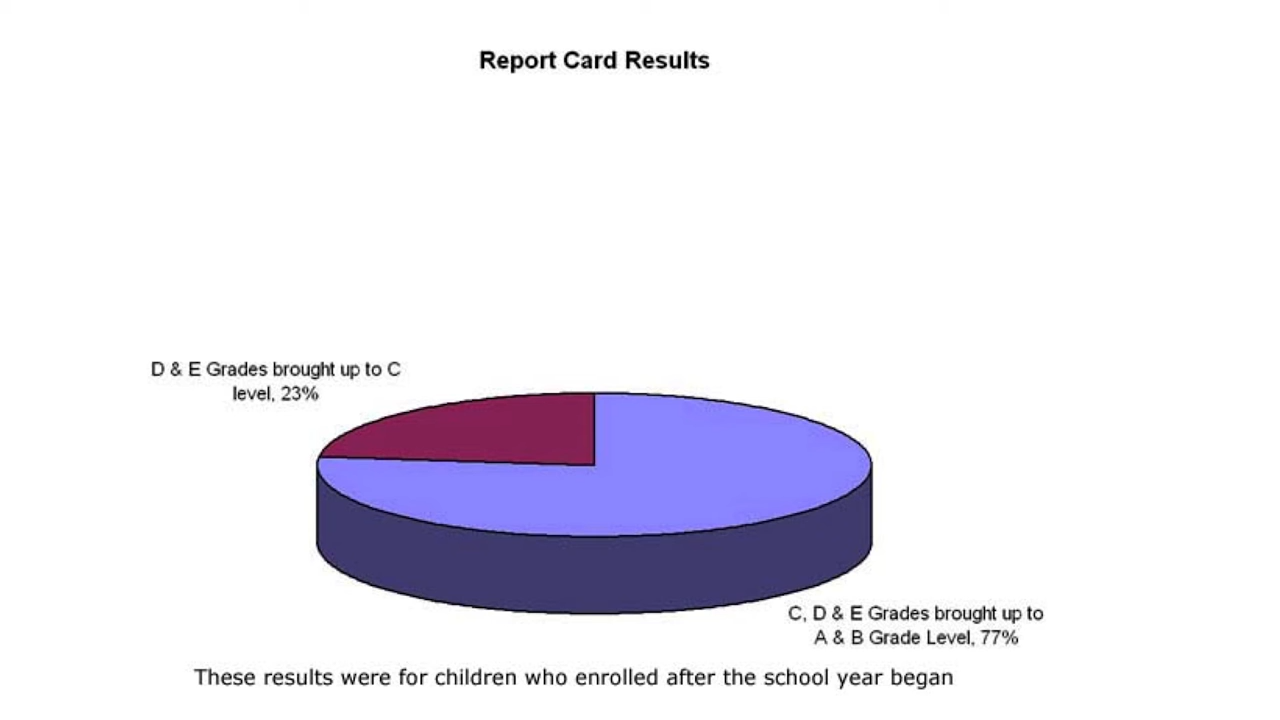 Report Card Results
D & E Grades brought up to C
level, 23%
C, D & E Grades brought up to
A & B Grade Level, 77%
These results were for children who enrolled after the school year began